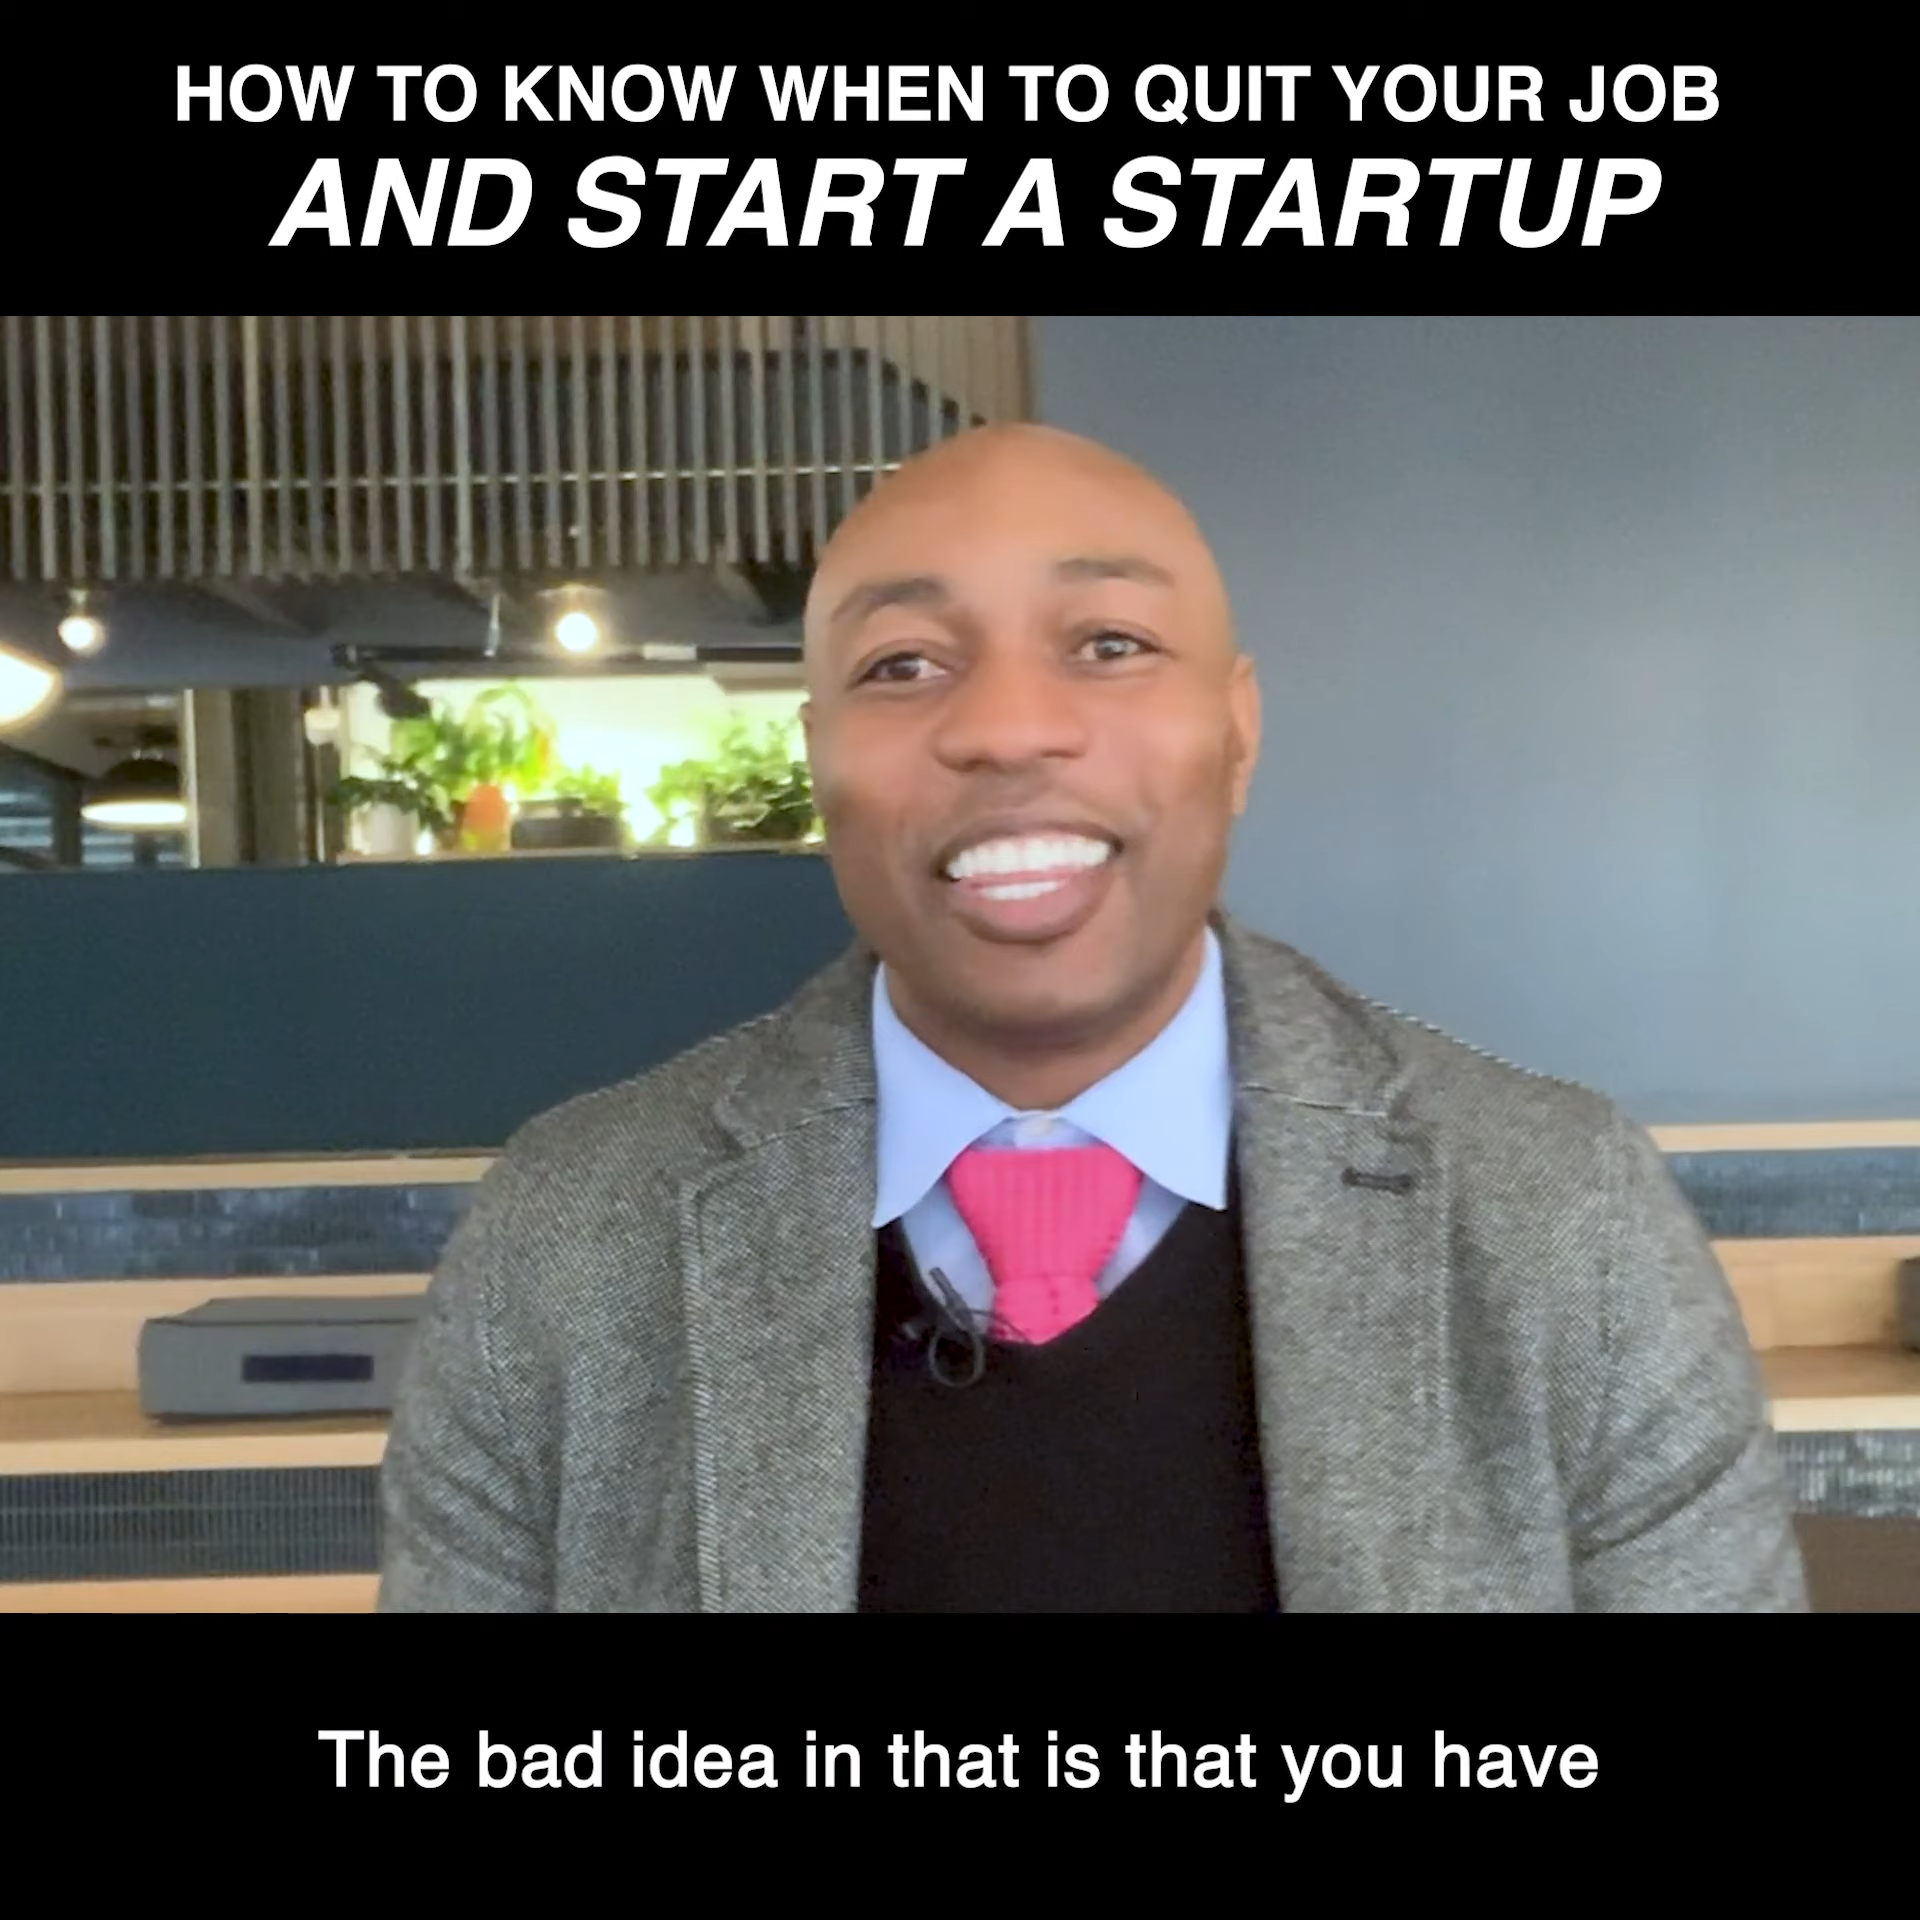 HOW TO KNOW WHEN TO QUIT YOUR JOB
AND START A STARTUP
The bad idea in that is that you have